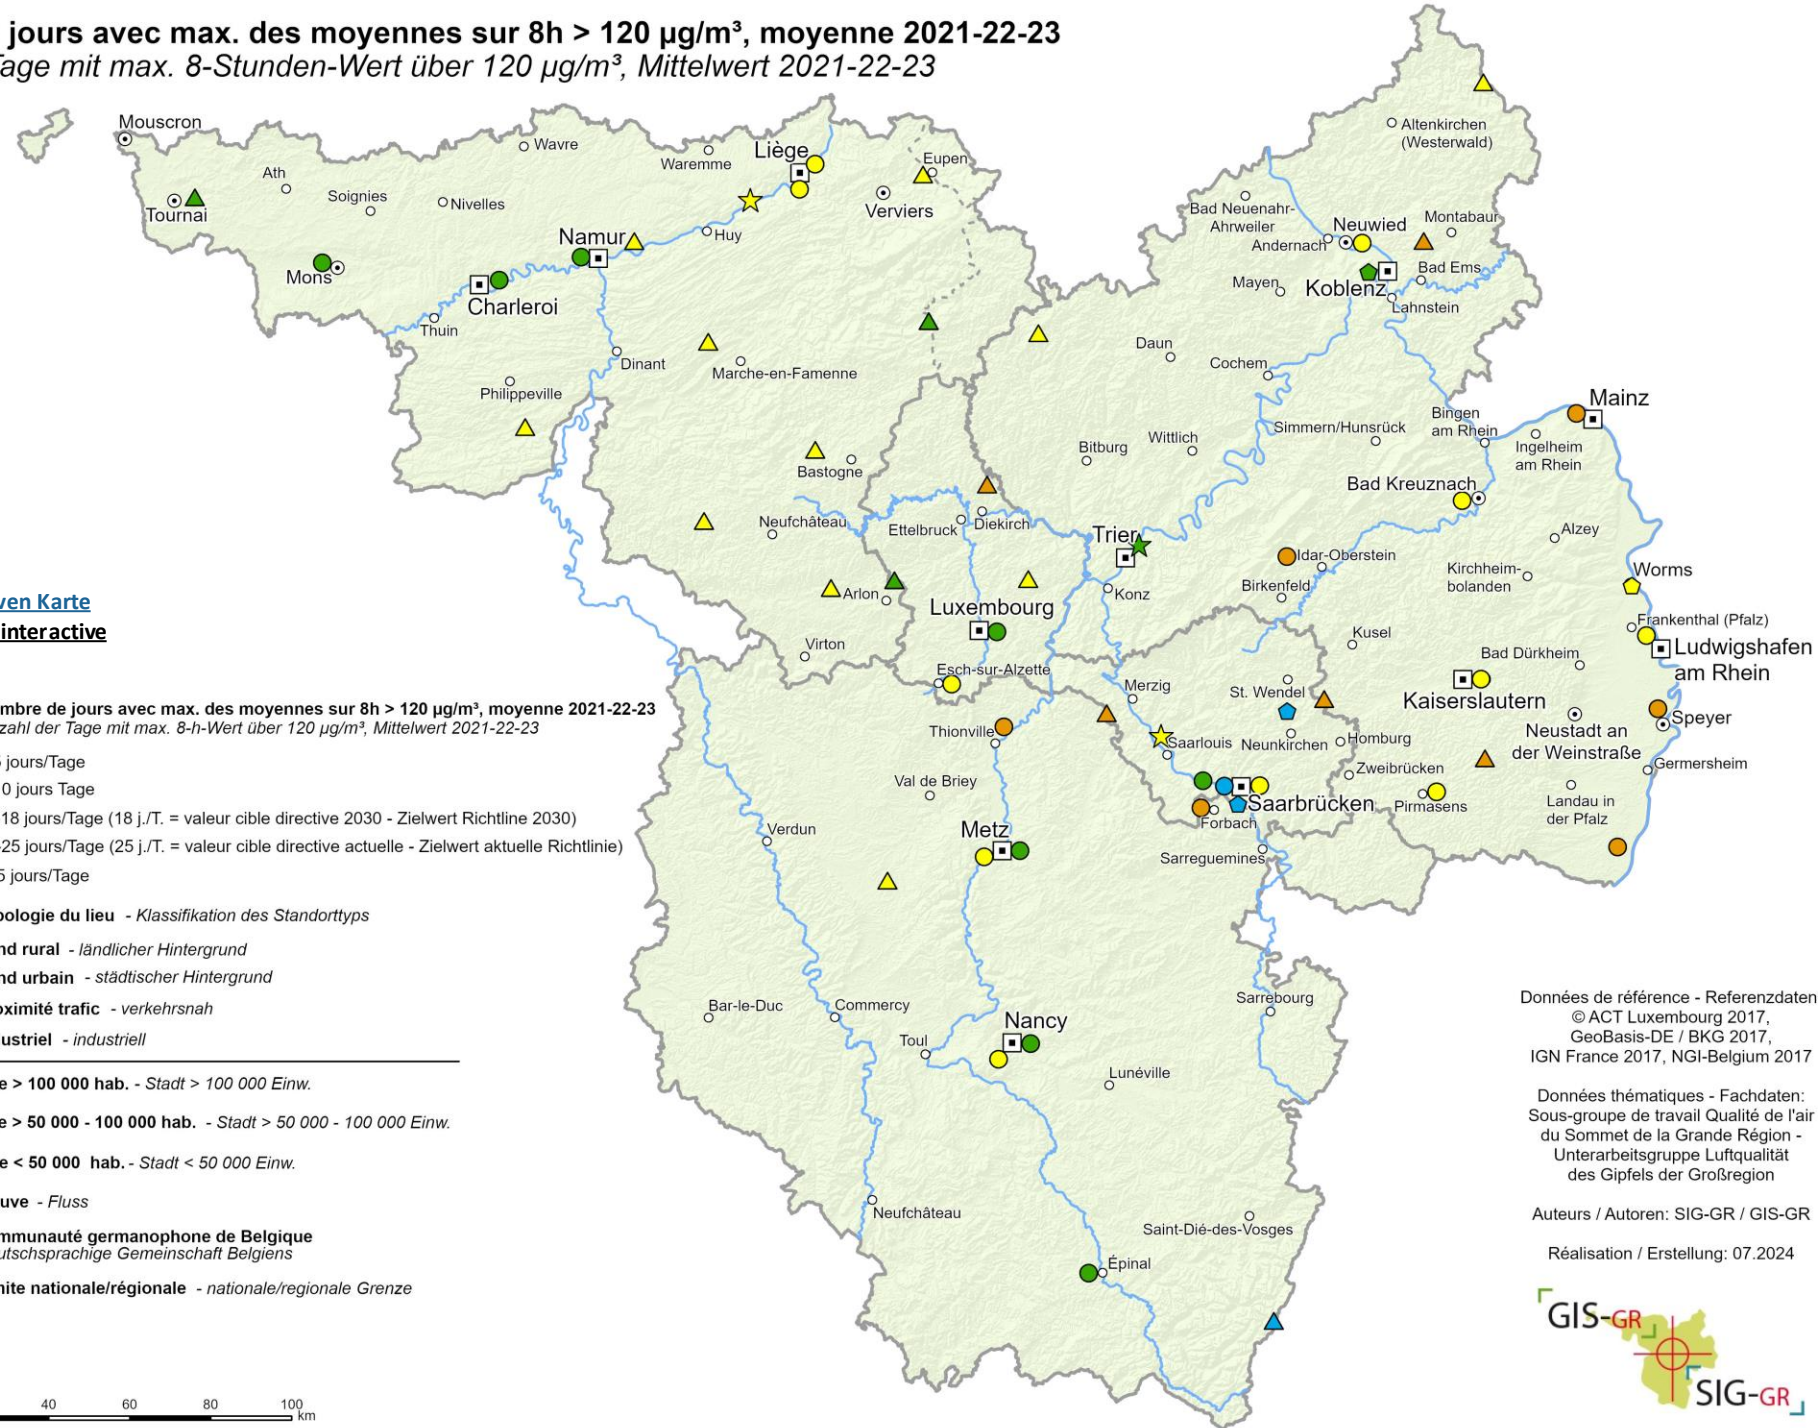 jours avec max. des moyennes sur 8h > 120 µg/m³, moyenne 2021-22-23
Tage mit max. 8-Stunden-Wert über 120 µg/m³, Mittelwert 2021-22-23
Mouscron
Ath
Tournai
Soignies
Mons
Nivelles
Wavre
Charleroi
Thuin
Namur
Waremme
Liège
Huy
Verviers
Eupen
Dinant
Philippeville
Marche-en-Famenne
Bastogne
Neufchâteau
Arlon
Virton
Ettelbruck
Diekirch
Luxembourg
Esch-sur-Alzette
Altenkirchen
(Westerwald)
Bad Neuenahr-
Ahrweiler
Neuwied
Montabaur
Andernach
Bad Ems
Mayen
Koblenz
Lahnstein
Daun
Cochem
Mainz
Bingen
am Rhein
Simmern/Hunsrück
Ingelheim
am Rhein
Bitburg
Wittlich
Bad Kreuznach
Trier
Idar-Oberstein
Alzey
Konz
Birkenfeld
Kirchheim-
bolanden
Worms
Frankenthal (Pfalz)
Kusel
Bad Dürkheim
Ludwigshafen
am Rhein
Merzig
St. Wendel
Kaiserslautern
Speyer
Neustadt an
der Weinstraße
Saarlouis
Neunkirchen
Homburg
Zweibrücken
Germersheim
Saarbrücken
Pirmasens
Landau in
der Pfalz
Forbach
Sarreguemines
Thionville
Val de Briey
Verdun
Metz
Bar-le-Duc
Commercy
Sarrebourg
Toul
Nancy
Lunéville
Neufchâteau
Saint-Dié-des-Vosges
Épinal
ven Karte
interactive
mbre de jours avec max. des moyennes sur 8h > 120 µg/m³, moyenne 2021-22-23
zahl der Tage mit max. 8-h-Wert über 120 µg/m³, Mittelwert 2021-22-23
jours/Tage
0 jours Tage
18 jours/Tage (18 j./T. = valeur cible directive 2030 - Zielwert Richtline 2030)
25 jours/Tage (25 j./T. = valeur cible directive actuelle - Zielwert aktuelle Richtlinie)
5 jours/Tage
pologie du lieu - Klassifikation des Standorttyps
nd rural - ländlicher Hintergrund
nd urbain - städtischer Hintergrund
oximité trafic - verkehrsnah
ustriel - industriell
e > 100 000 hab. - Stadt > 100 000 Einw.
e > 50 000 - 100 000 hab. - Stadt > 50 000 - 100 000 Einw.
e < 50 000 hab. - Stadt < 50 000 Einw.
uve - Fluss
mmunauté germanophone de Belgique
utschsprachige Gemeinschaft Belgiens
nite nationale/régionale - nationale/regionale Grenze
40 60 80 100
km
Données de référence - Referenzdaten
© ACT Luxembourg 2017,
GeoBasis-DE / BKG 2017,
IGN France 2017, NGI-Belgium 2017
Données thématiques - Fachdaten:
Sous-groupe de travail Qualité de l'air
du Sommet de la Grande Région -
Unterarbeitsgruppe Luftqualität
des Gipfels der Großregion
Auteurs / Autoren: SIG-GR / GIS-GR
Réalisation / Erstellung: 07.2024
GIS-GR
SIG-GR